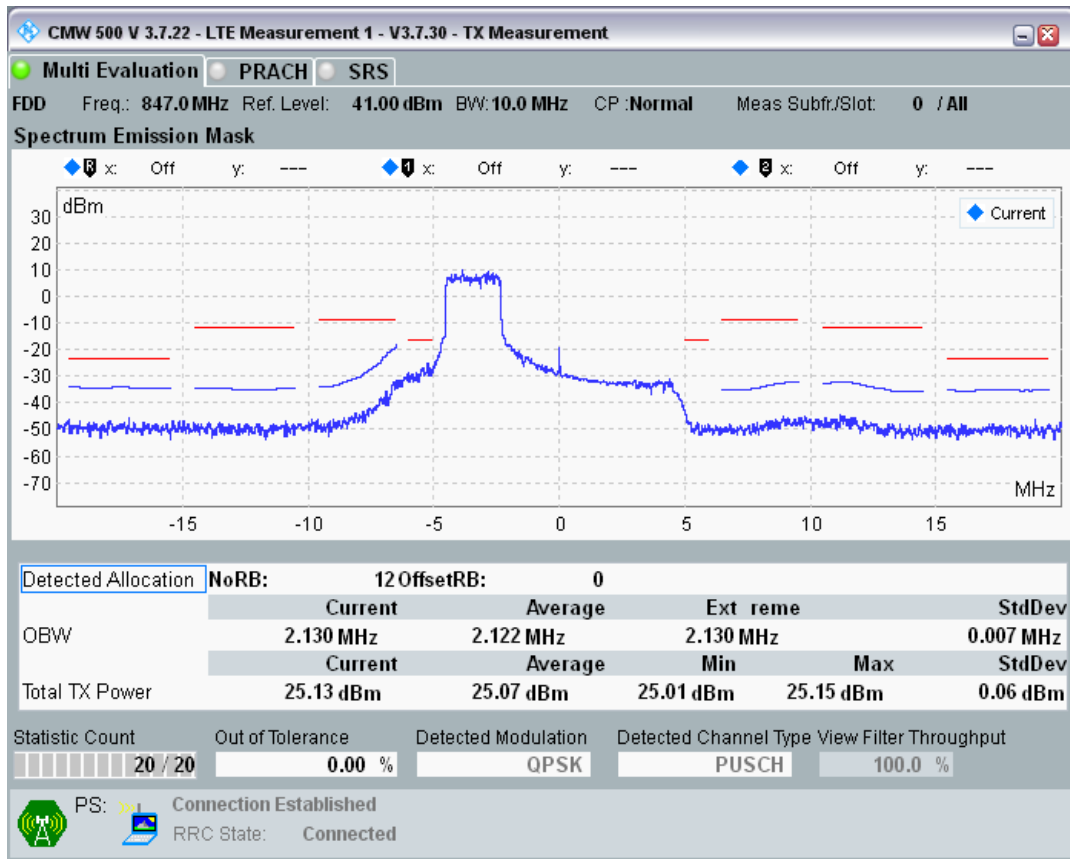 CMW 500 V 3.7.22 - LTE Measurement 1 - V3.7.30 - TX Measurement
Multi Evaluation PRACH SRS
FDD Freq.: 847.0 MHz Ref. Level: 41.00 dBm BW: 10.0 MHz CP :Normal Meas Subfr./Slot: 0 / All
Spectrum Emission Mask
R x: Off y: --- 1 x: Off y: --- 2 x: Off y: ---
dBm
Current
30
20
10
0
-10
-20
-30
-40
-50
-60
-70
MHz
-15 -10 -5 0 5 10 15
Detected Allocation NoRB: 12 OffsetRB: 0
Current Average Ext reme StdDev
OBW 2.130 MHz 2.122 MHz 2.130 MHz 0.007 MHz
Current Average Min Max StdDev
Total TX Power 25.13 dBm 25.07 dBm 25.01 dBm 25.15 dBm 0.06 dBm
Statistic Count Out of Tolerance Detected Modulation Detected Channel Type View Filter Throughput
20 / 20 0.00 % QPSK PUSCH 100.0 %
PS: Connection Established
RRC State: Connected